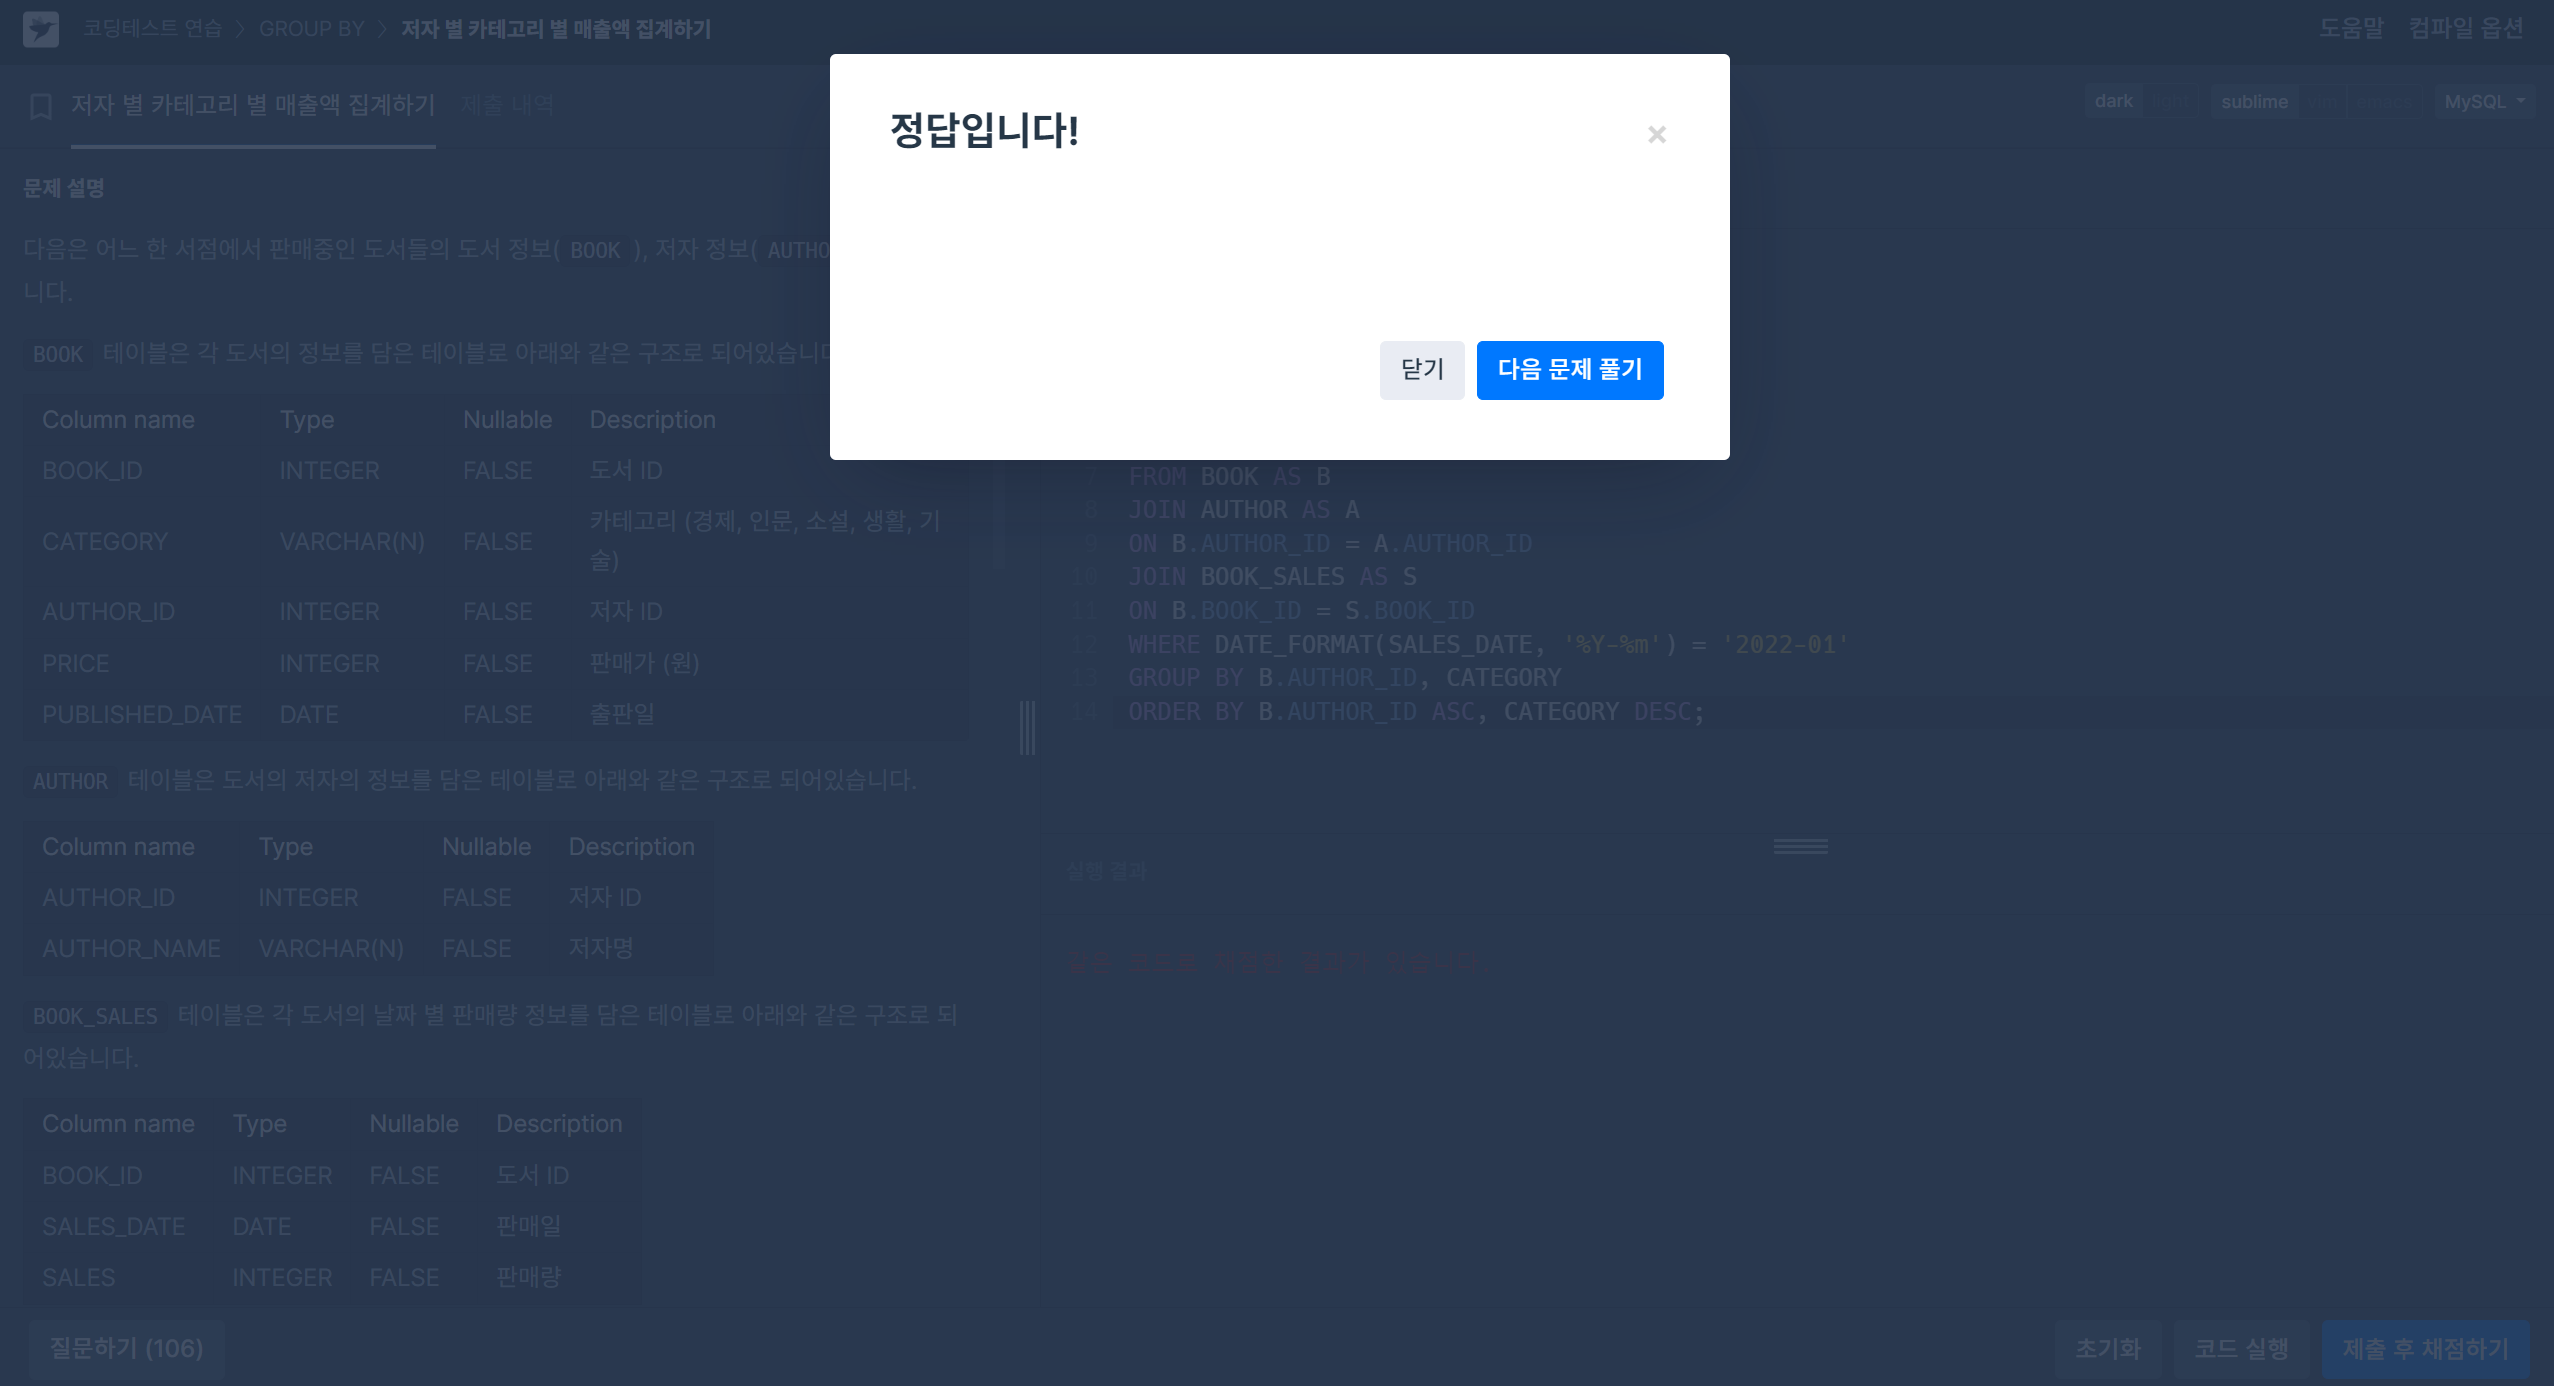 코딩테스트 연습 > GROUP BY > 저자 별 카테고리 별 매출액 집계하기
도움말 컴파일 옵션
저자 별 카테고리 별 매출액 집계하기 제출 내역
dark light sublime vim emacs MySQL
정답입니다!
×
닫기 다음 문제 풀기
문제 설명
다음은 어느 한 서점에서 판매중인 도서들의 도서 정보( BOOK ), 저자 정보( AUTHO
니다.
BOOK 테이블은 각 도서의 정보를 담은 테이블로 아래와 같은 구조로 되어있습니
Column name Type Nullable Description
BOOK_ID INTEGER FALSE 도서 ID
CATEGORY VARCHAR(N) FALSE 카테고리 (경제, 인문, 소설, 생활, 기
술)
AUTHOR_ID INTEGER FALSE 저자 ID
PRICE INTEGER FALSE 판매가 (원)
PUBLISHED_DATE DATE FALSE 출판일
AUTHOR 테이블은 도서의 저자의 정보를 담은 테이블로 아래와 같은 구조로 되어있습니다.
Column name Type Nullable Description
AUTHOR_ID INTEGER FALSE 저자 ID
AUTHOR_NAME VARCHAR(N) FALSE 저자명
BOOK_SALES 테이블은 각 도서의 날짜 별 판매량 정보를 담은 테이블로 아래와 같은 구조로 되
어있습니다.
Column name Type Nullable Description
BOOK_ID INTEGER FALSE 도서 ID
SALES_DATE DATE FALSE 판매일
SALES INTEGER FALSE 판매량
FROM BOOK AS B
8 JOIN AUTHOR AS A
9 ON B.AUTHOR_ID = A.AUTHOR_ID
10 JOIN BOOK_SALES AS S
11 ON B.BOOK_ID = S.BOOK_ID
12 WHERE DATE_FORMAT(SALES_DATE, '%Y-%m') = '2022-01'
13 GROUP BY B.AUTHOR_ID, CATEGORY
14 ORDER BY B.AUTHOR_ID ASC, CATEGORY DESC;
실행 결과
같은 코드로 채점한 결과가 있습니다.
질문하기 (106)
초기화 코드 실행 제출 후 채점하기